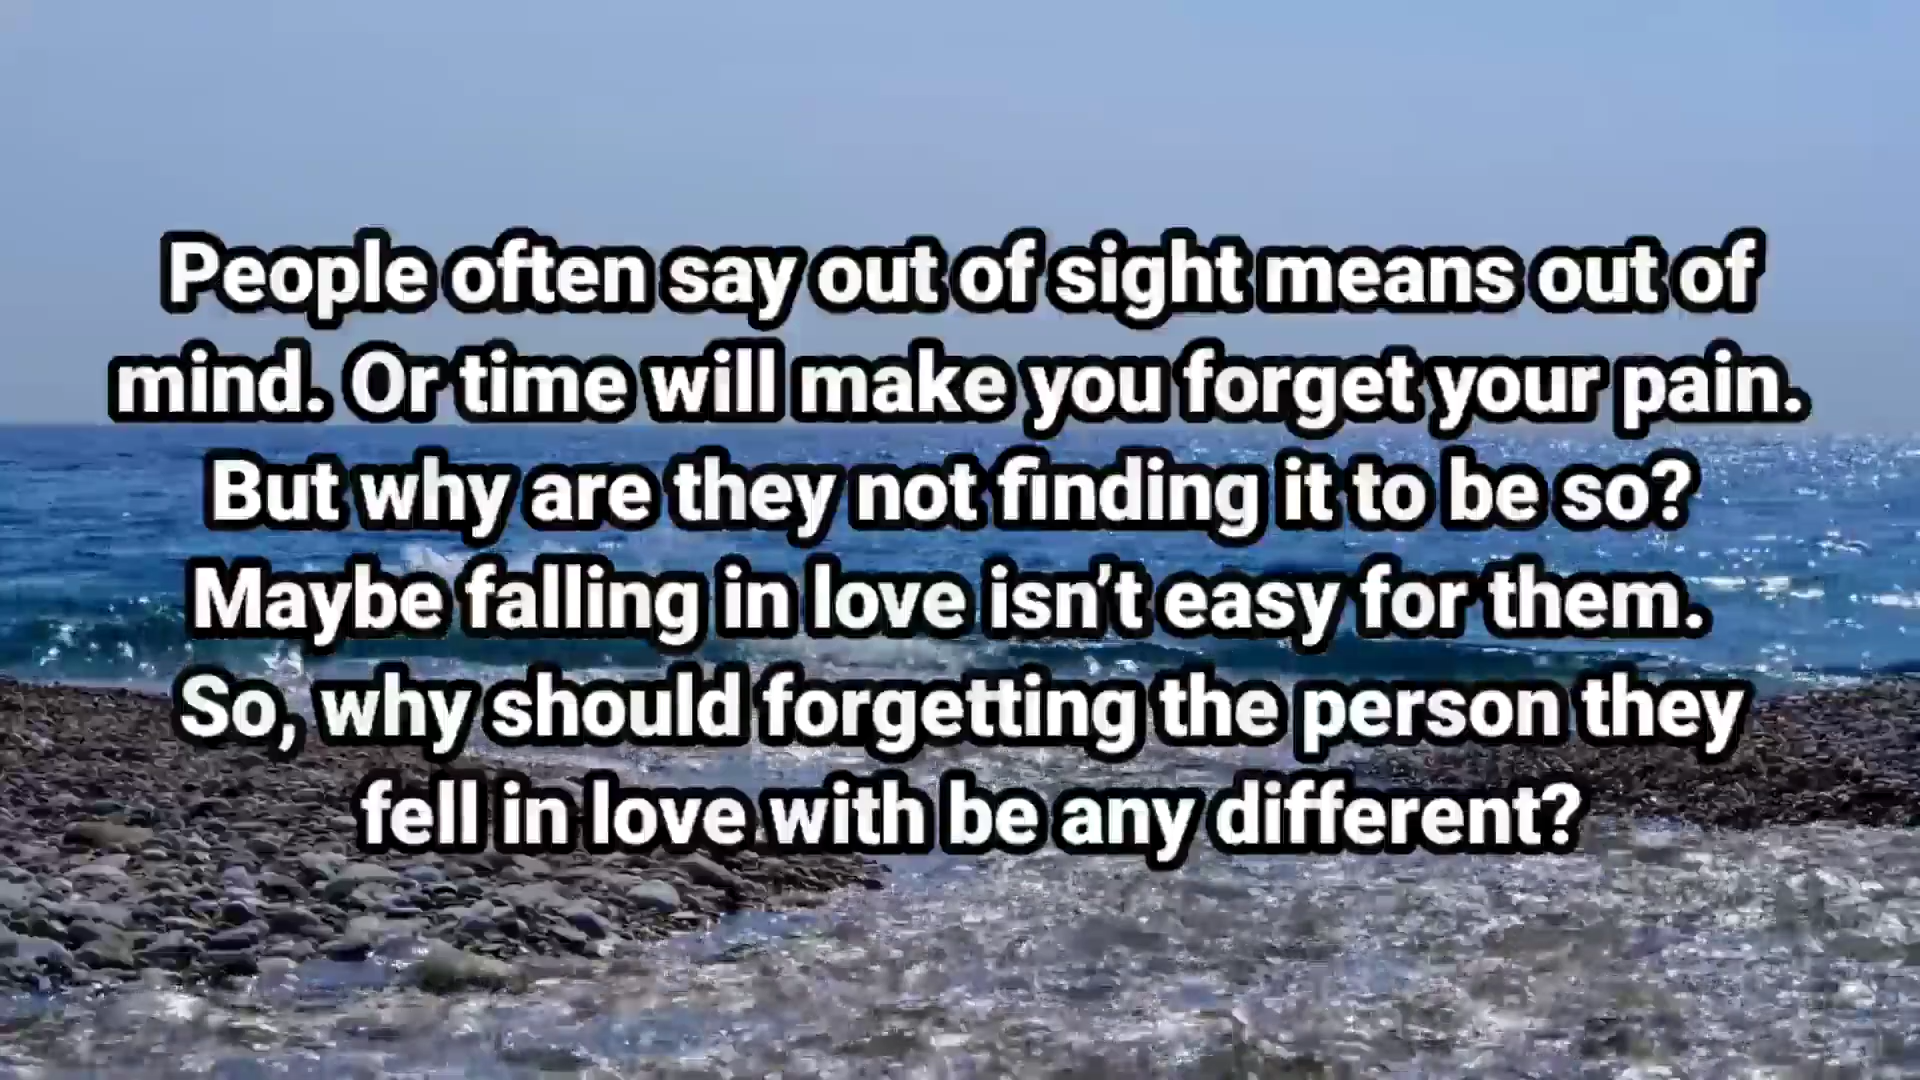 People often say out of sight means out of
mind. Or time will make you forget your pain.
But why are they not finding it to be so?
Maybe falling in love isn’t easy for them.
So, why should forgetting the person they
fell in love with be any different?